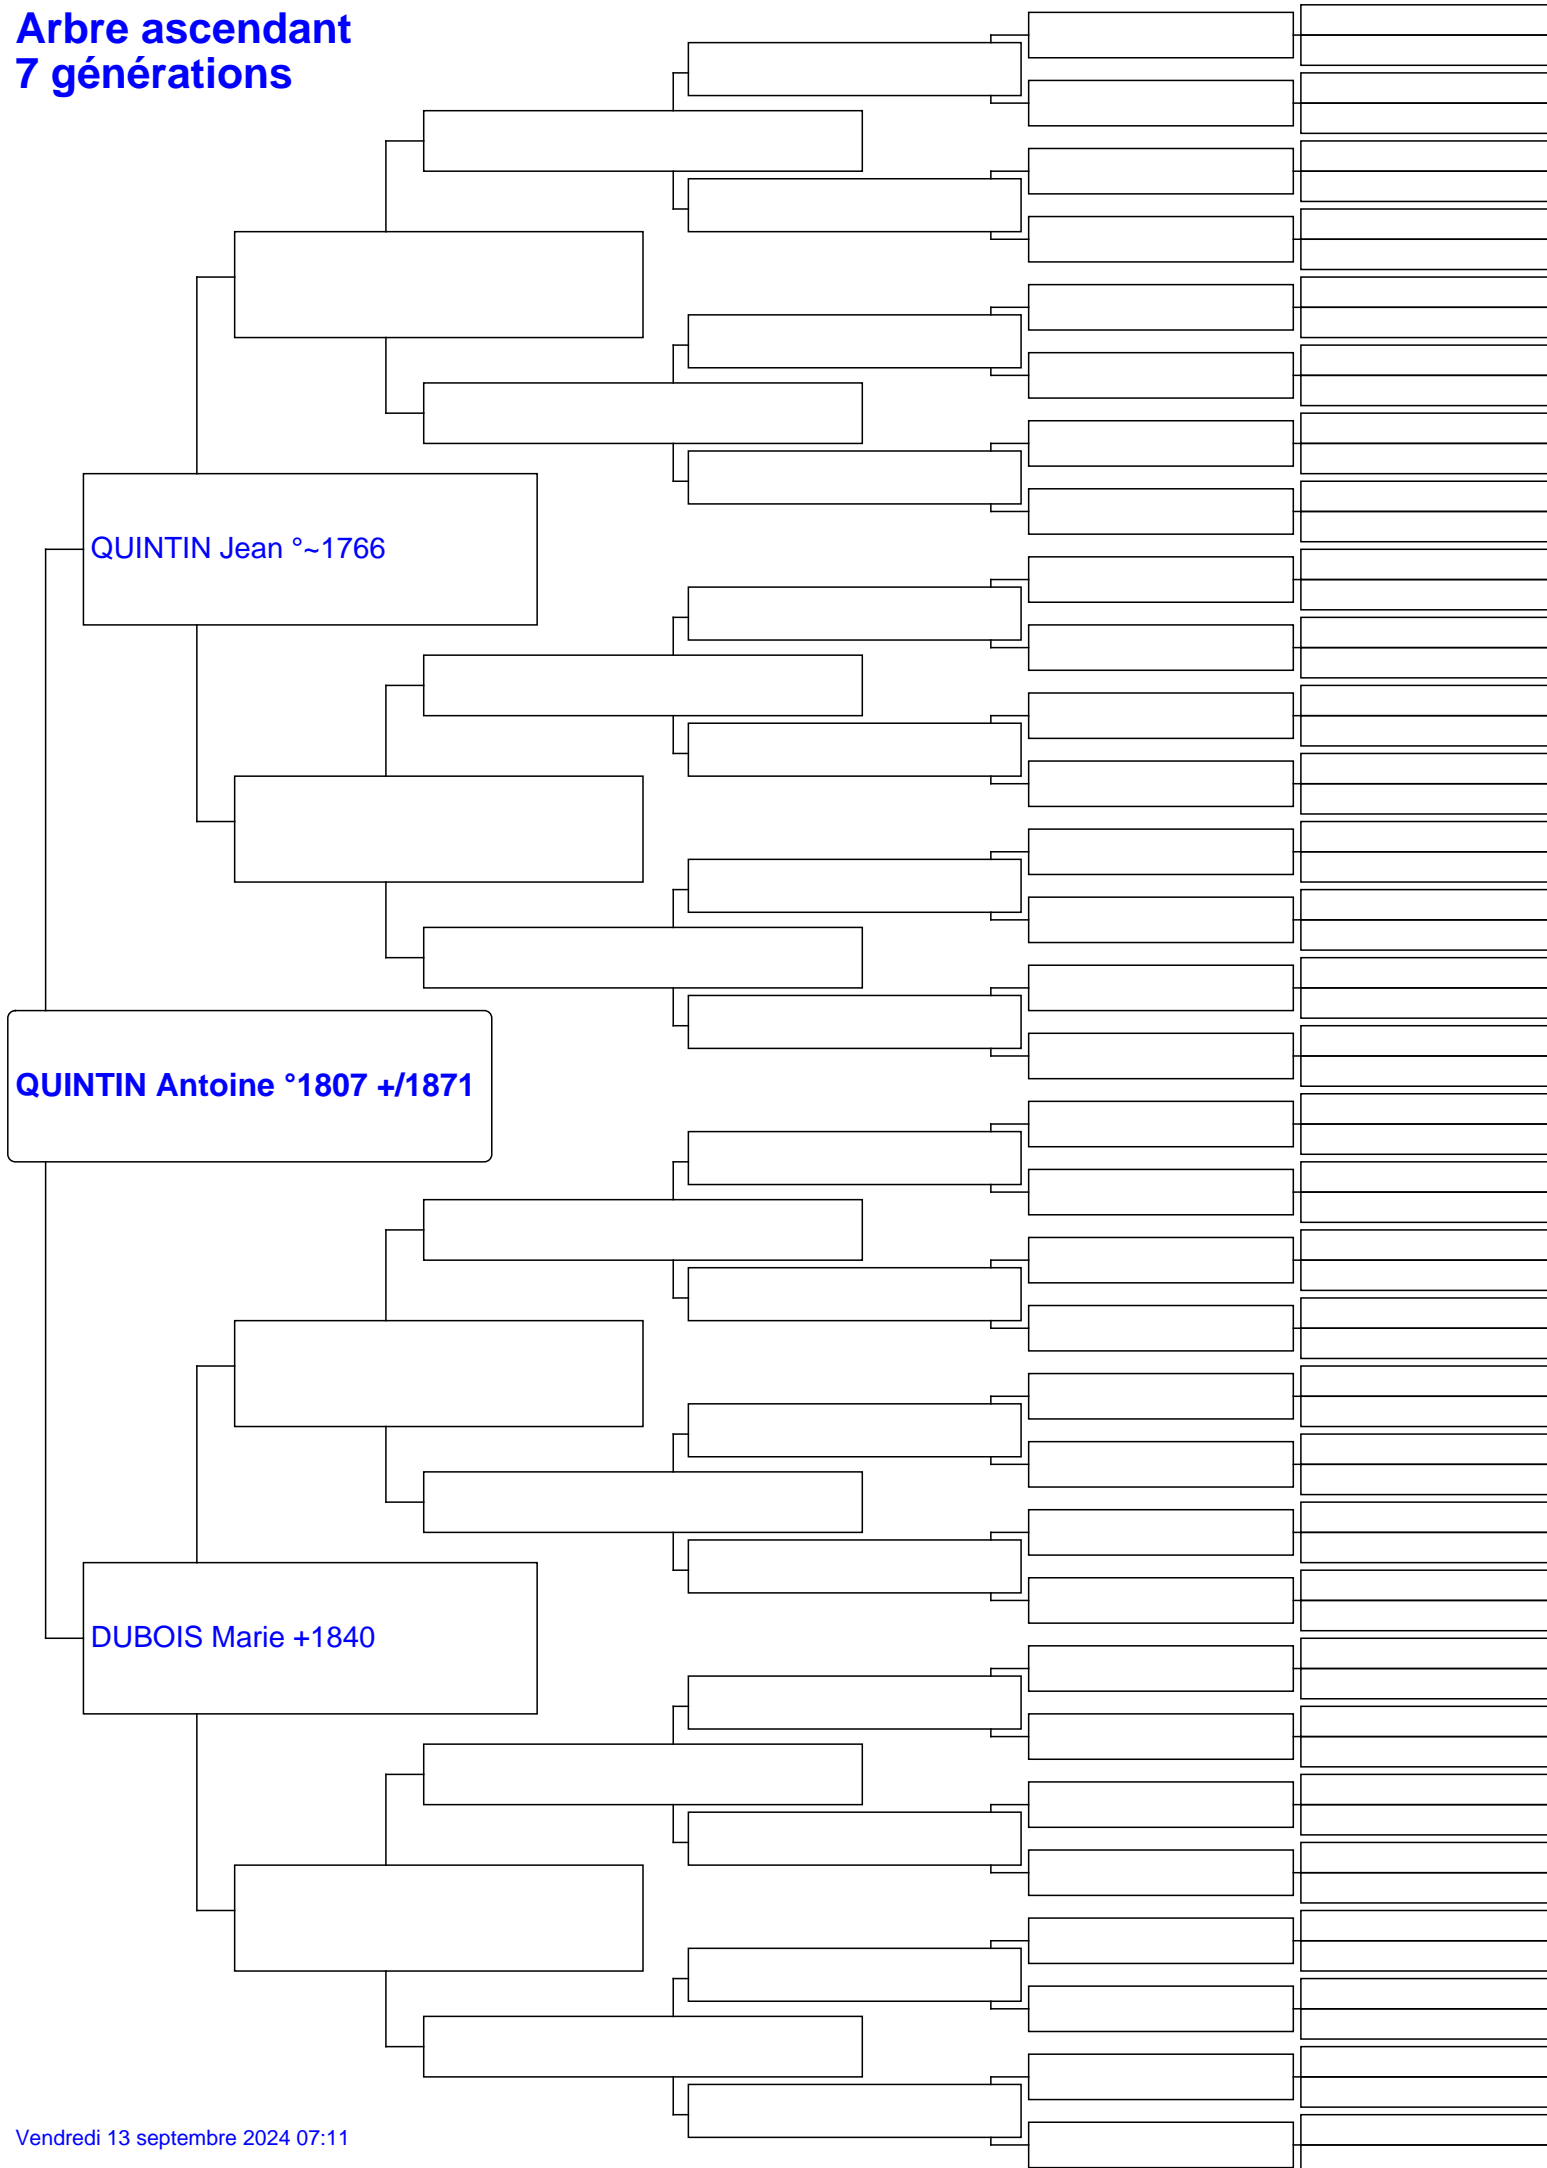 Arbre ascendant
7 générations
QUINTIN Jean °~1766
QUINTIN Antoine °1807 +/1871
DUBOIS Marie +1840
Vendredi 13 septembre 2024 07:11